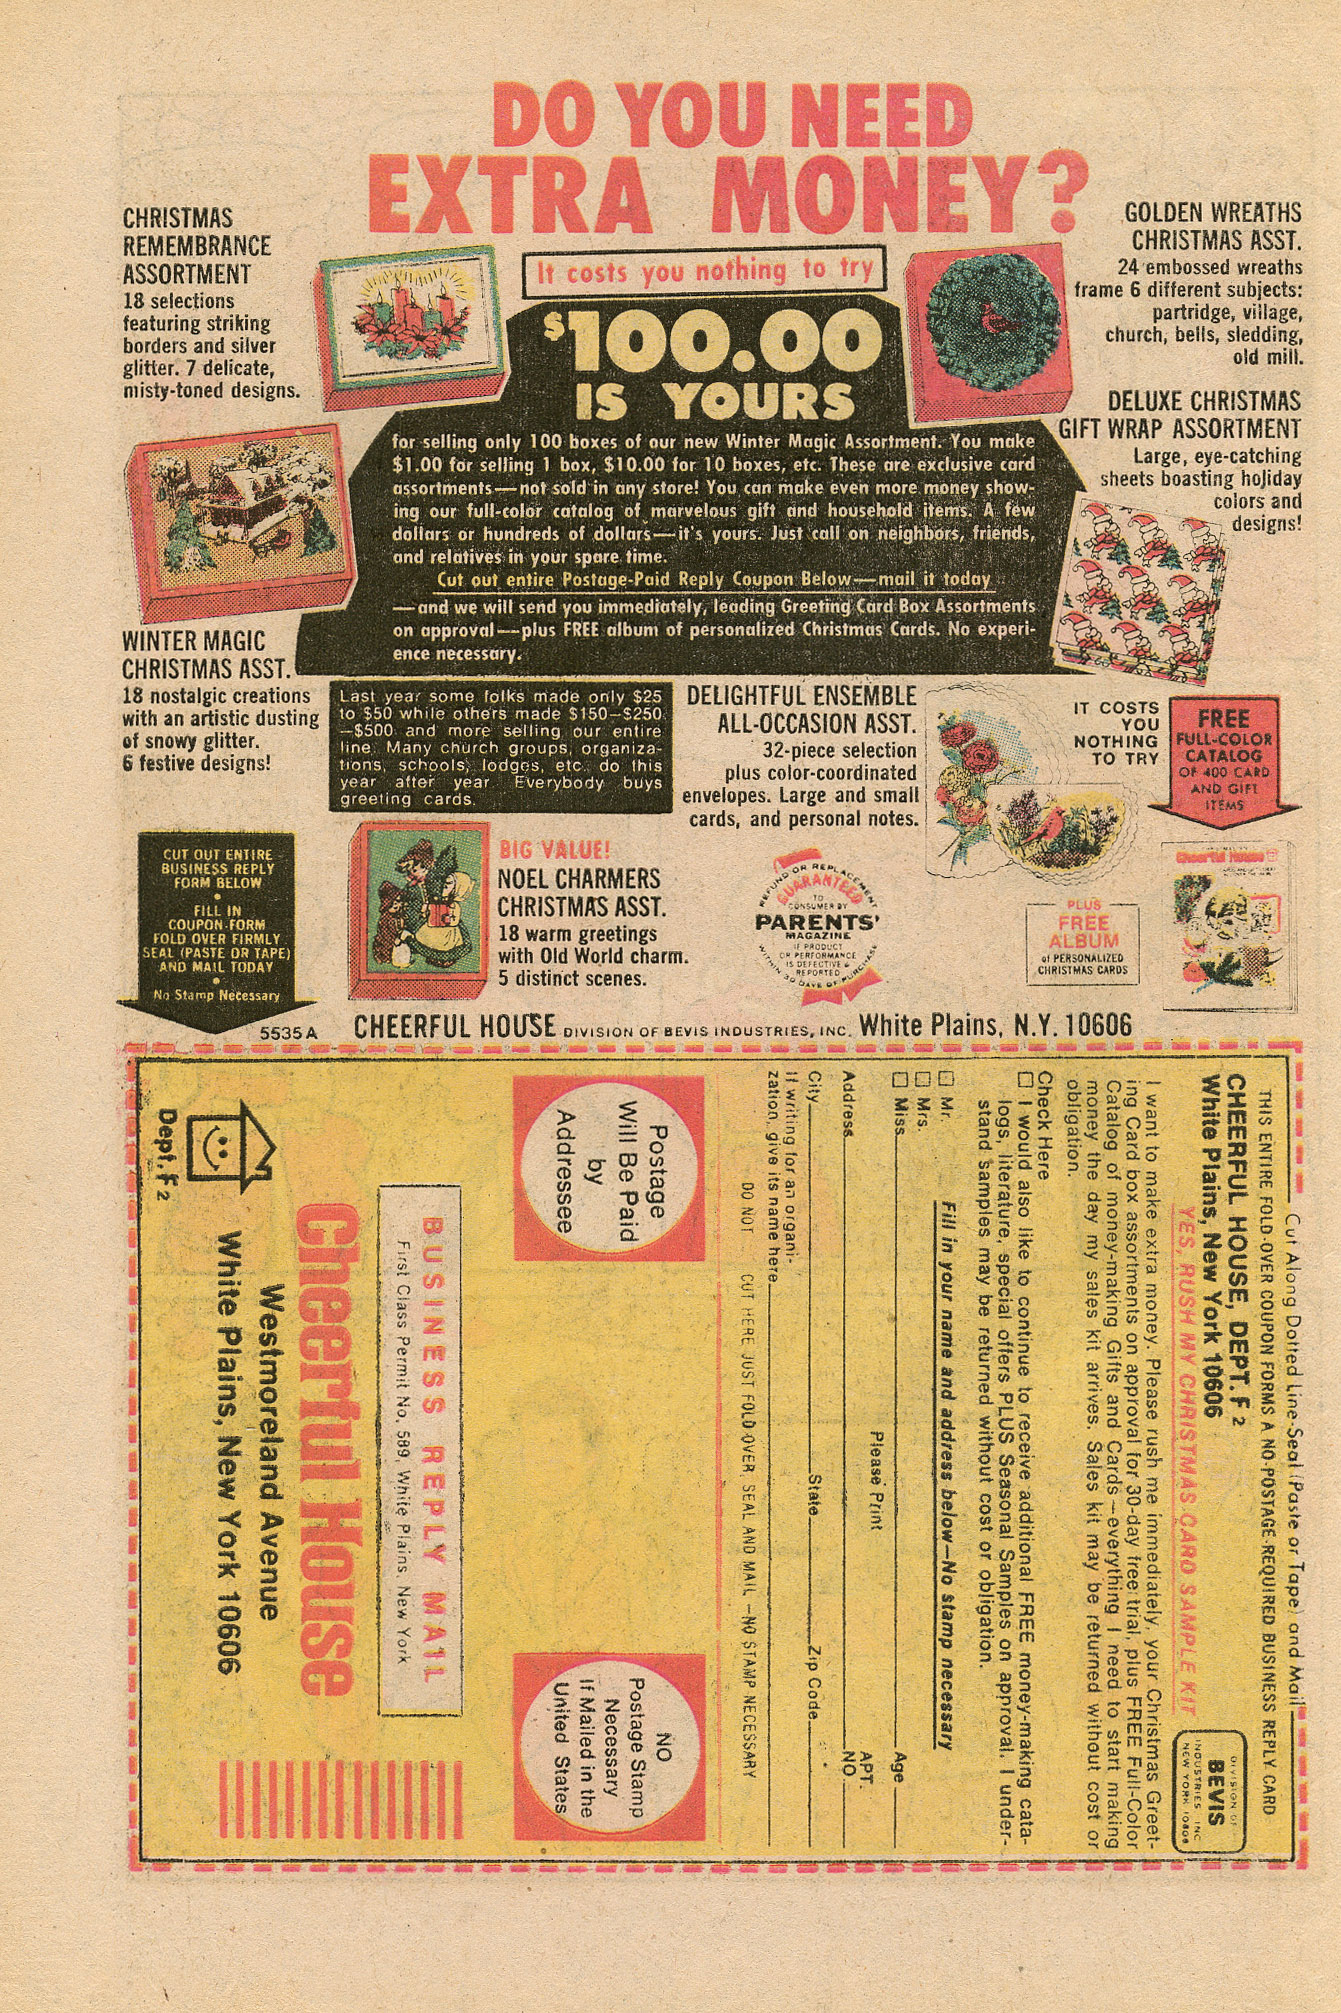 DO YOU NEED
EXTRA MONEY?
It costs you nothing to try
$100.00
IS YOURS
for selling only 100 boxes of our new Winter Magic Assortment. You make
$1.00 for selling 1 box, $10.00 for 10 boxes, etc. These are exclusive card
assortments—not sold in any store! You can make even more money show-
ing our full-color catalog of marvelous gift and household items. A few
dollars or hundreds of dollars—it's yours. Just call on neighbors, friends,
and relatives in your spare time.
Cut out entire Postage-Paid Reply Coupon Below—mail it today
—and we will send you immediately, leading Greeting Card Box Assortments
on approval—plus FREE album of personalized Christmas Cards. No experi-
ence necessary.
CHRISTMAS
REMEMBRANCE
ASSORTMENT
18 selections
featuring striking
borders and silver
glitter. 7 delicate,
misty-toned designs.
GOLDEN WREATHS
CHRISTMAS ASST.
24 embossed wreaths
frame 6 different subjects:
partridge, village,
church, bells, sledding,
old mill.
DELUXE CHRISTMAS
GIFT WRAP ASSORTMENT
Large, eye-catching
sheets boasting holiday
colors and
designs!
WINTER MAGIC
CHRISTMAS ASST.
18 nostalgic creations
with an artistic dusting
of snowy glitter.
6 festive designs!
Last year some folks made only $25
to $50 while others made $150–$250
–$500 and more selling our entire
line. Many church groups, organiza-
tions, schools, lodges, etc. do this
year after year. Everybody buys
greeting cards.
DELIGHTFUL ENSEMBLE
ALL-OCCASION ASST.
32-piece selection
plus color-coordinated
envelopes. Large and small
cards, and personal notes.
IT COSTS
YOU
NOTHING
TO TRY
FREE
FULL-COLOR
CATALOG
OF 400 CARD
AND GIFT
ITEMS
Cheerful House
CUT OUT ENTIRE
BUSINESS REPLY
FORM BELOW
•
FILL IN
COUPON-FORM
FOLD OVER FIRMLY
SEAL (PASTE OR TAPE)
AND MAIL TODAY
•
No Stamp Necessary
BIG VALUE!
NOEL CHARMERS
CHRISTMAS ASST.
18 warm greetings
with Old World charm.
5 distinct scenes.
REFUND OR REPLACEMENT
GUARANTEED
TO
CONSUMER BY
PARENTS'
MAGAZINE
IF PRODUCT
OR PERFORMANCE
IS DEFECTIVE &
REPORTED
WITHIN 30 DAYS OF PURCHASE
PLUS
FREE
ALBUM
of PERSONALIZED
CHRISTMAS CARDS
5535A
CHEERFUL HOUSE DIVISION OF BEVIS INDUSTRIES, INC. White Plains, N.Y. 10606
Cut Along Dotted Line-Seal (Paste or Tape) and Mail
THIS ENTIRE FOLD-OVER COUPON FORMS A NO-POSTAGE-REQUIRED BUSINESS REPLY CARD
CHEERFUL HOUSE, DEPT. F 2
White Plains, New York 10606
DIVISION OF
BEVIS
INDUSTRIES, INC.
NEW YORK 10606
YES, RUSH MY CHRISTMAS CARD SAMPLE KIT
I want to make extra money. Please rush me immediately, your Christmas Greet-
ing Card box assortments on approval for 30-day free trial, plus FREE Full-Color
Catalog of money-making Gifts and Cards—everything I need to start making
money the day my sales kit arrives. Sales kit may be returned without cost or
obligation.
Check Here
I would also like to continue to receive additional FREE money-making cata-
logs, literature, special offers PLUS Seasonal Samples on approval. I under-
stand samples may be returned without cost or obligation.
Fill in your name and address below—No stamp necessary
Mr.
Mrs.
Miss Age
Please Print
Address APT. NO.
City State Zip Code
If writing for an organi-
zation, give its name here
DO NOT CUT HERE JUST FOLD OVER, SEAL AND MAIL—NO STAMP NECESSARY
Postage
Will Be Paid
by
Addressee
NO
Postage Stamp
Necessary
If Mailed in the
United States
BUSINESS REPLY MAIL
First Class Permit No. 589, White Plains, New York
Cheerful House
Westmoreland Avenue
White Plains, New York 10606
Dept. F 2